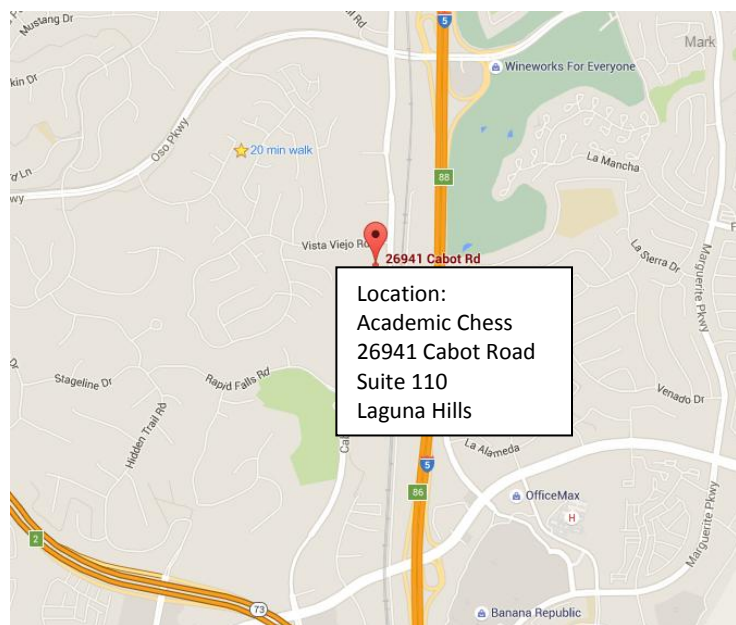 Mustang Dr
5
Mark
Wineworks For Everyone
kin Dr
Oso Pkwy
20 min walk
La Mancha
88
wy
Vista Viejo Rd
26941 Cabot Rd
La Sierra Dr
Marguerite Pkwy
Location:
Academic Chess
26941 Cabot Road
Suite 110
Laguna Hills
Stageline Dr
Rapid Falls Rd
Hidden Trail Rd
Venado Dr
La Alameda
5
86
OfficeMax
H
Marguerite Pkwy
2
73
Banana Republic